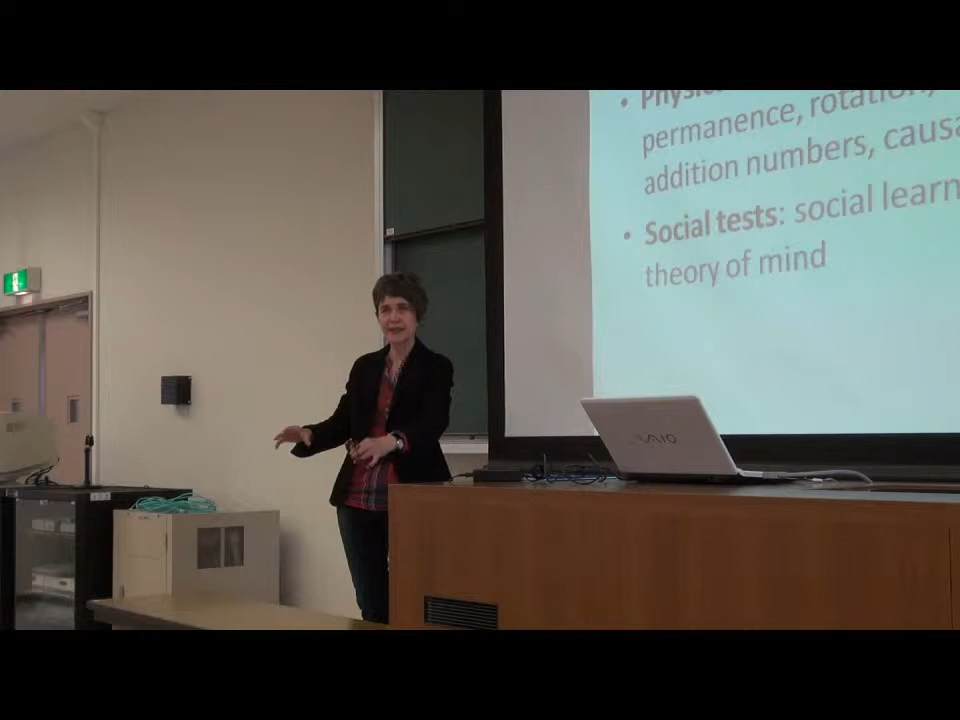 • Physic
permanence, rotation,
addition numbers, causa
• Social tests: social learn
theory of mind
VAIO